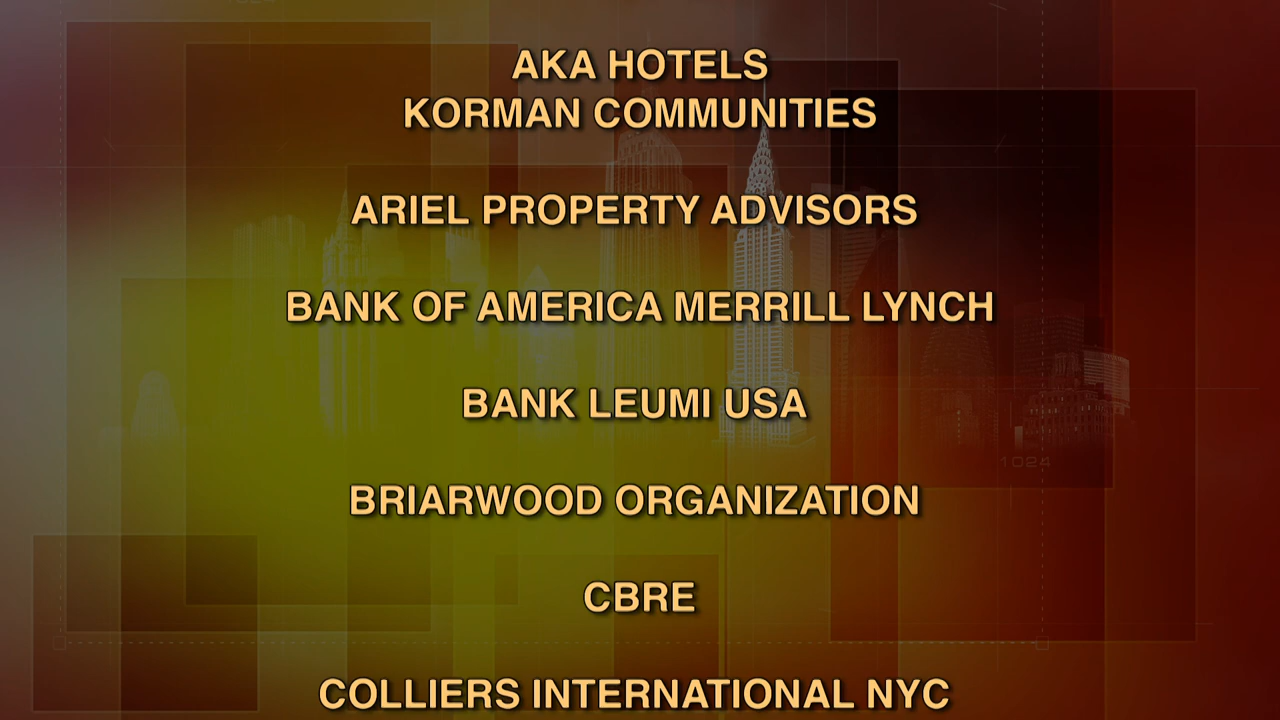 AKA HOTELS
KORMAN COMMUNITIES
ARIEL PROPERTY ADVISORS
BANK OF AMERICA MERRILL LYNCH
BANK LEUMI USA
BRIARWOOD ORGANIZATION
1024
CBRE
COLLIERS INTERNATIONAL NYC